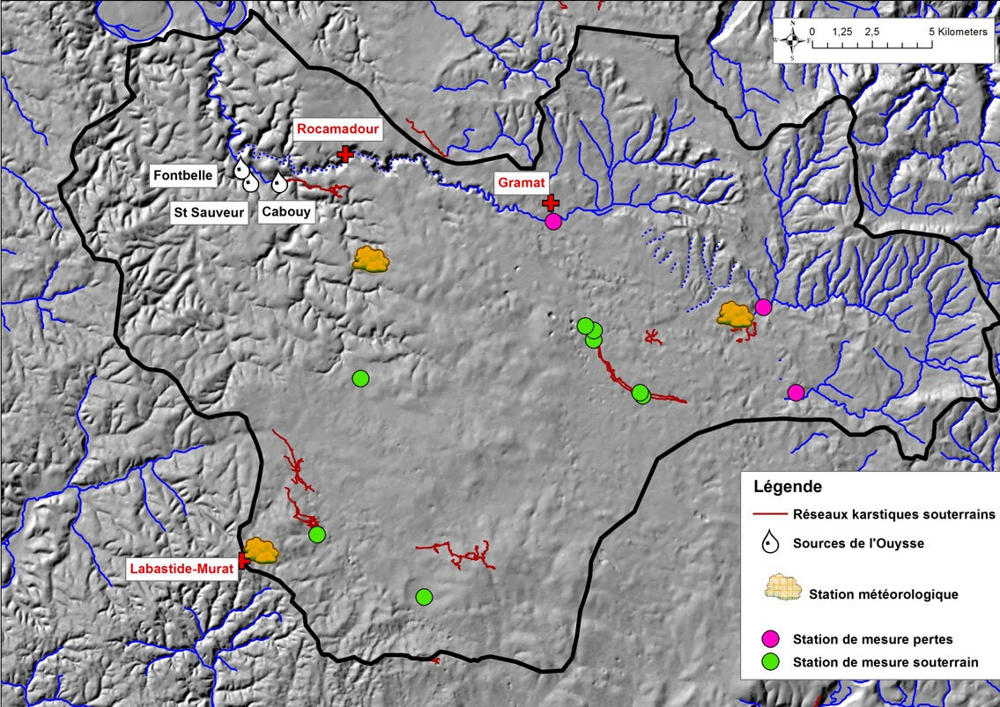 N
W E
S
0 1,25 2,5 5 Kilometers
Rocamadour
Fontbelle
Gramat
St Sauveur
Cabouy
Labastide-Murat
Légende
Réseaux karstiques souterrains
Sources de l'Ouysse
Station météorologique
Station de mesure pertes
Station de mesure souterrain